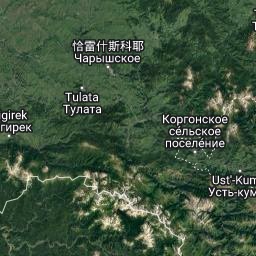 恰雷什斯科耶
Чарышское
Tulata
Тулата
girek
гирек
Коргонское
сельское
поселение
Ust'-Kum
Усть-кум